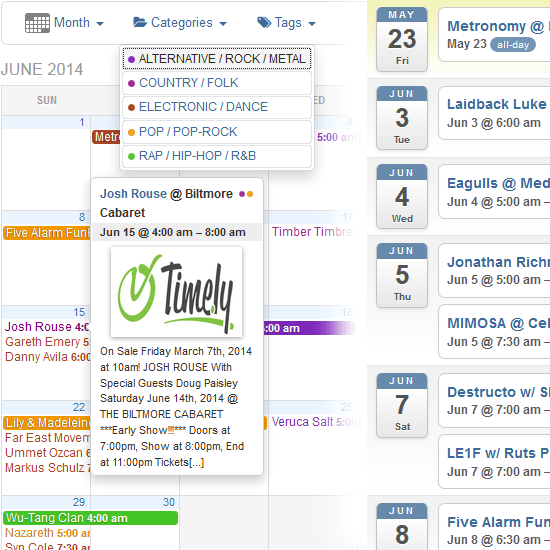 Month Categories Tags
ALTERNATIVE / ROCK / METAL
COUNTRY / FOLK
ELECTRONIC / DANCE
POP / POP-ROCK
RAP / HIP-HOP / R&B
JUNE 2014
SUN
1 4
5:00 am
8 11
Five Alarm Timber Timbre
15 18
Josh Rouse 4:0
Gareth Emery
Danny Avila 6:0
3:00 am
22 25
Lily & Madeleine
Far East Movem
Ummet Ozcan 6
Markus Schulz 7
Veruca Salt 5:00
29 30
Wu-Tang Clan 4:00 am
Nazareth 5:00 am
Syn Cole 7:30 a
Josh Rouse @ Biltmore
Cabaret
Jun 15 @ 4:00 am – 8:00 am
Timely
On Sale Friday March 7th, 2014
at 10am! JOSH ROUSE With
Special Guests Doug Paisley
Saturday June 14th, 2014 @
THE BILTMORE CABARET
***Early Show!!!*** Doors at
7:00pm, Show at 8:00pm, End
at 11:00pm Tickets[...]
MAY
23
Fri
Metronomy @
May 23 all-day
JUN
3
Tue
Laidback Luke
Jun 3 @ 6:00 am
JUN
4
Wed
Eagulls @ Med
Jun 4 @ 5:00 am –
JUN
5
Thu
Jonathan Richm
Jun 5 @ 5:00 am –
MIMOSA @ Cel
Jun 5 @ 7:30 am –
JUN
7
Sat
Destructo w/ S
Jun 7 @ 7:00 am –
LE1F w/ Ruts P
Jun 7 @ 7:00 am –
JUN
8
Five Alarm Fun
Jun 8 @ 6:30 am –